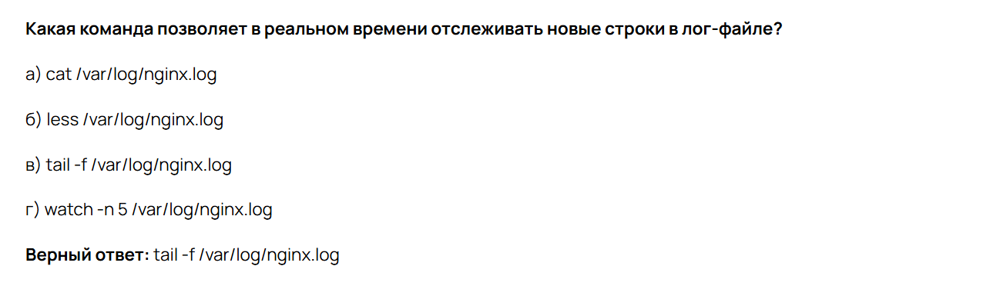 Какая команда позволяет в реальном времени отслеживать новые строки в лог-файле?
а) cat /var/log/nginx.log
б) less /var/log/nginx.log
в) tail -f /var/log/nginx.log
г) watch -n 5 /var/log/nginx.log
Верный ответ: tail -f /var/log/nginx.log